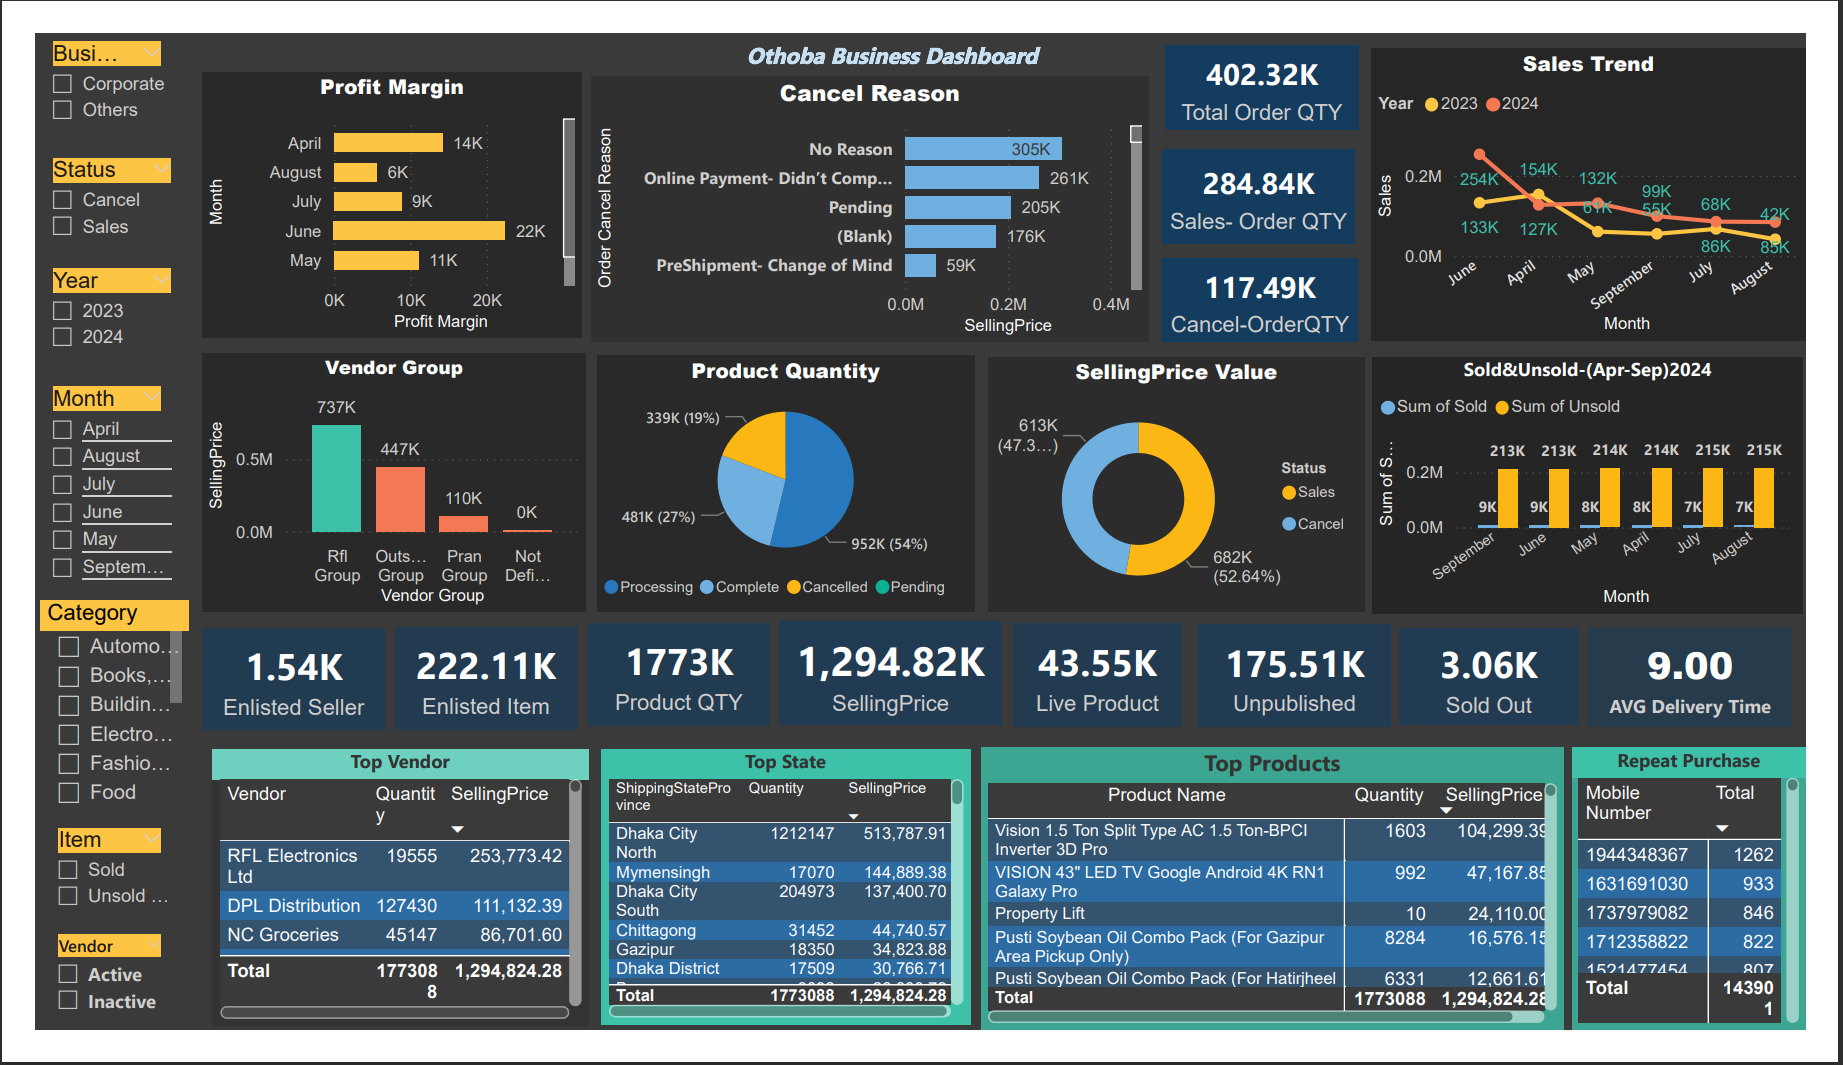 Othoba Business Dashboard
Busi...
Corporate
Others
Status
Cancel
Sales
Year
2023
2024
Month
April
August
July
June
May
Septem...
Category
Automo...
Books,...
Buildin...
Electro...
Fashio...
Food
Item
Sold
Unsold ...
Vendor
Active
Inactive
Profit Margin
Month
April 14K
August 6K
July 9K
June 22K
May 11K
0K 10K 20K
Profit Margin
Cancel Reason
Order Cancel Reason
No Reason 305K
Online Payment- Didn't Comp... 261K
Pending 205K
(Blank) 176K
PreShipment- Change of Mind 59K
0.0M 0.2M 0.4M
SellingPrice
402.32K
Total Order QTY
284.84K
Sales- Order QTY
117.49K
Cancel-OrderQTY
Sales Trend
Year 2023 2024
Sales
0.2M
0.0M
254K 154K 132K 99K 68K 42K
133K 127K 61K 55K 86K 85K
June April May September July August
Month
Vendor Group
SellingPrice
0.5M
0.0M
737K 447K 110K 0K
Rfl Group
Outs... Group
Pran Group
Not Defi...
Vendor Group
Product Quantity
339K (19%)
481K (27%)
952K (54%)
Processing Complete Cancelled Pending
SellingPrice Value
613K
(47.3...)
682K
(52.64%)
Status
Sales
Cancel
Sold&Unsold-(Apr-Sep)2024
Sum of Sold Sum of Unsold
Sum of S...
0.2M
0.0M
213K 213K 214K 214K 215K 215K
9K 9K 8K 8K 7K 7K
September June May April July August
Month
1.54K
Enlisted Seller
222.11K
Enlisted Item
1773K
Product QTY
1,294.82K
SellingPrice
43.55K
Live Product
175.51K
Unpublished
3.06K
Sold Out
9.00
AVG Delivery Time
Top Vendor
Vendor Quantity SellingPrice
RFL Electronics Ltd 19555 253,773.42
DPL Distribution 127430 111,132.39
NC Groceries 45147 86,701.60
Total 1773088 1,294,824.28
Top State
ShippingStateProvince Quantity SellingPrice
Dhaka City North 1212147 513,787.91
Mymensingh 17070 144,889.38
Dhaka City South 204973 137,400.70
Chittagong 31452 44,740.57
Gazipur 18350 34,823.88
Dhaka District 17509 30,766.71
Total 1773088 1,294,824.28
Top Products
Product Name Quantity SellingPrice
Vision 1.5 Ton Split Type AC 1.5 Ton-BPCI Inverter 3D Pro 1603 104,299.39
VISION 43" LED TV Google Android 4K RN1 Galaxy Pro 992 47,167.85
Property Lift 10 24,110.00
Pusti Soybean Oil Combo Pack (For Gazipur Area Pickup Only) 8284 16,576.15
Pusti Soybean Oil Combo Pack (For Hatirjheel 6331 12,661.61
Total 1773088 1,294,824.28
Repeat Purchase
Mobile Number Total
1944348367 1262
1631691030 933
1737979082 846
1712358822 822
1521477454 807
Total 143901